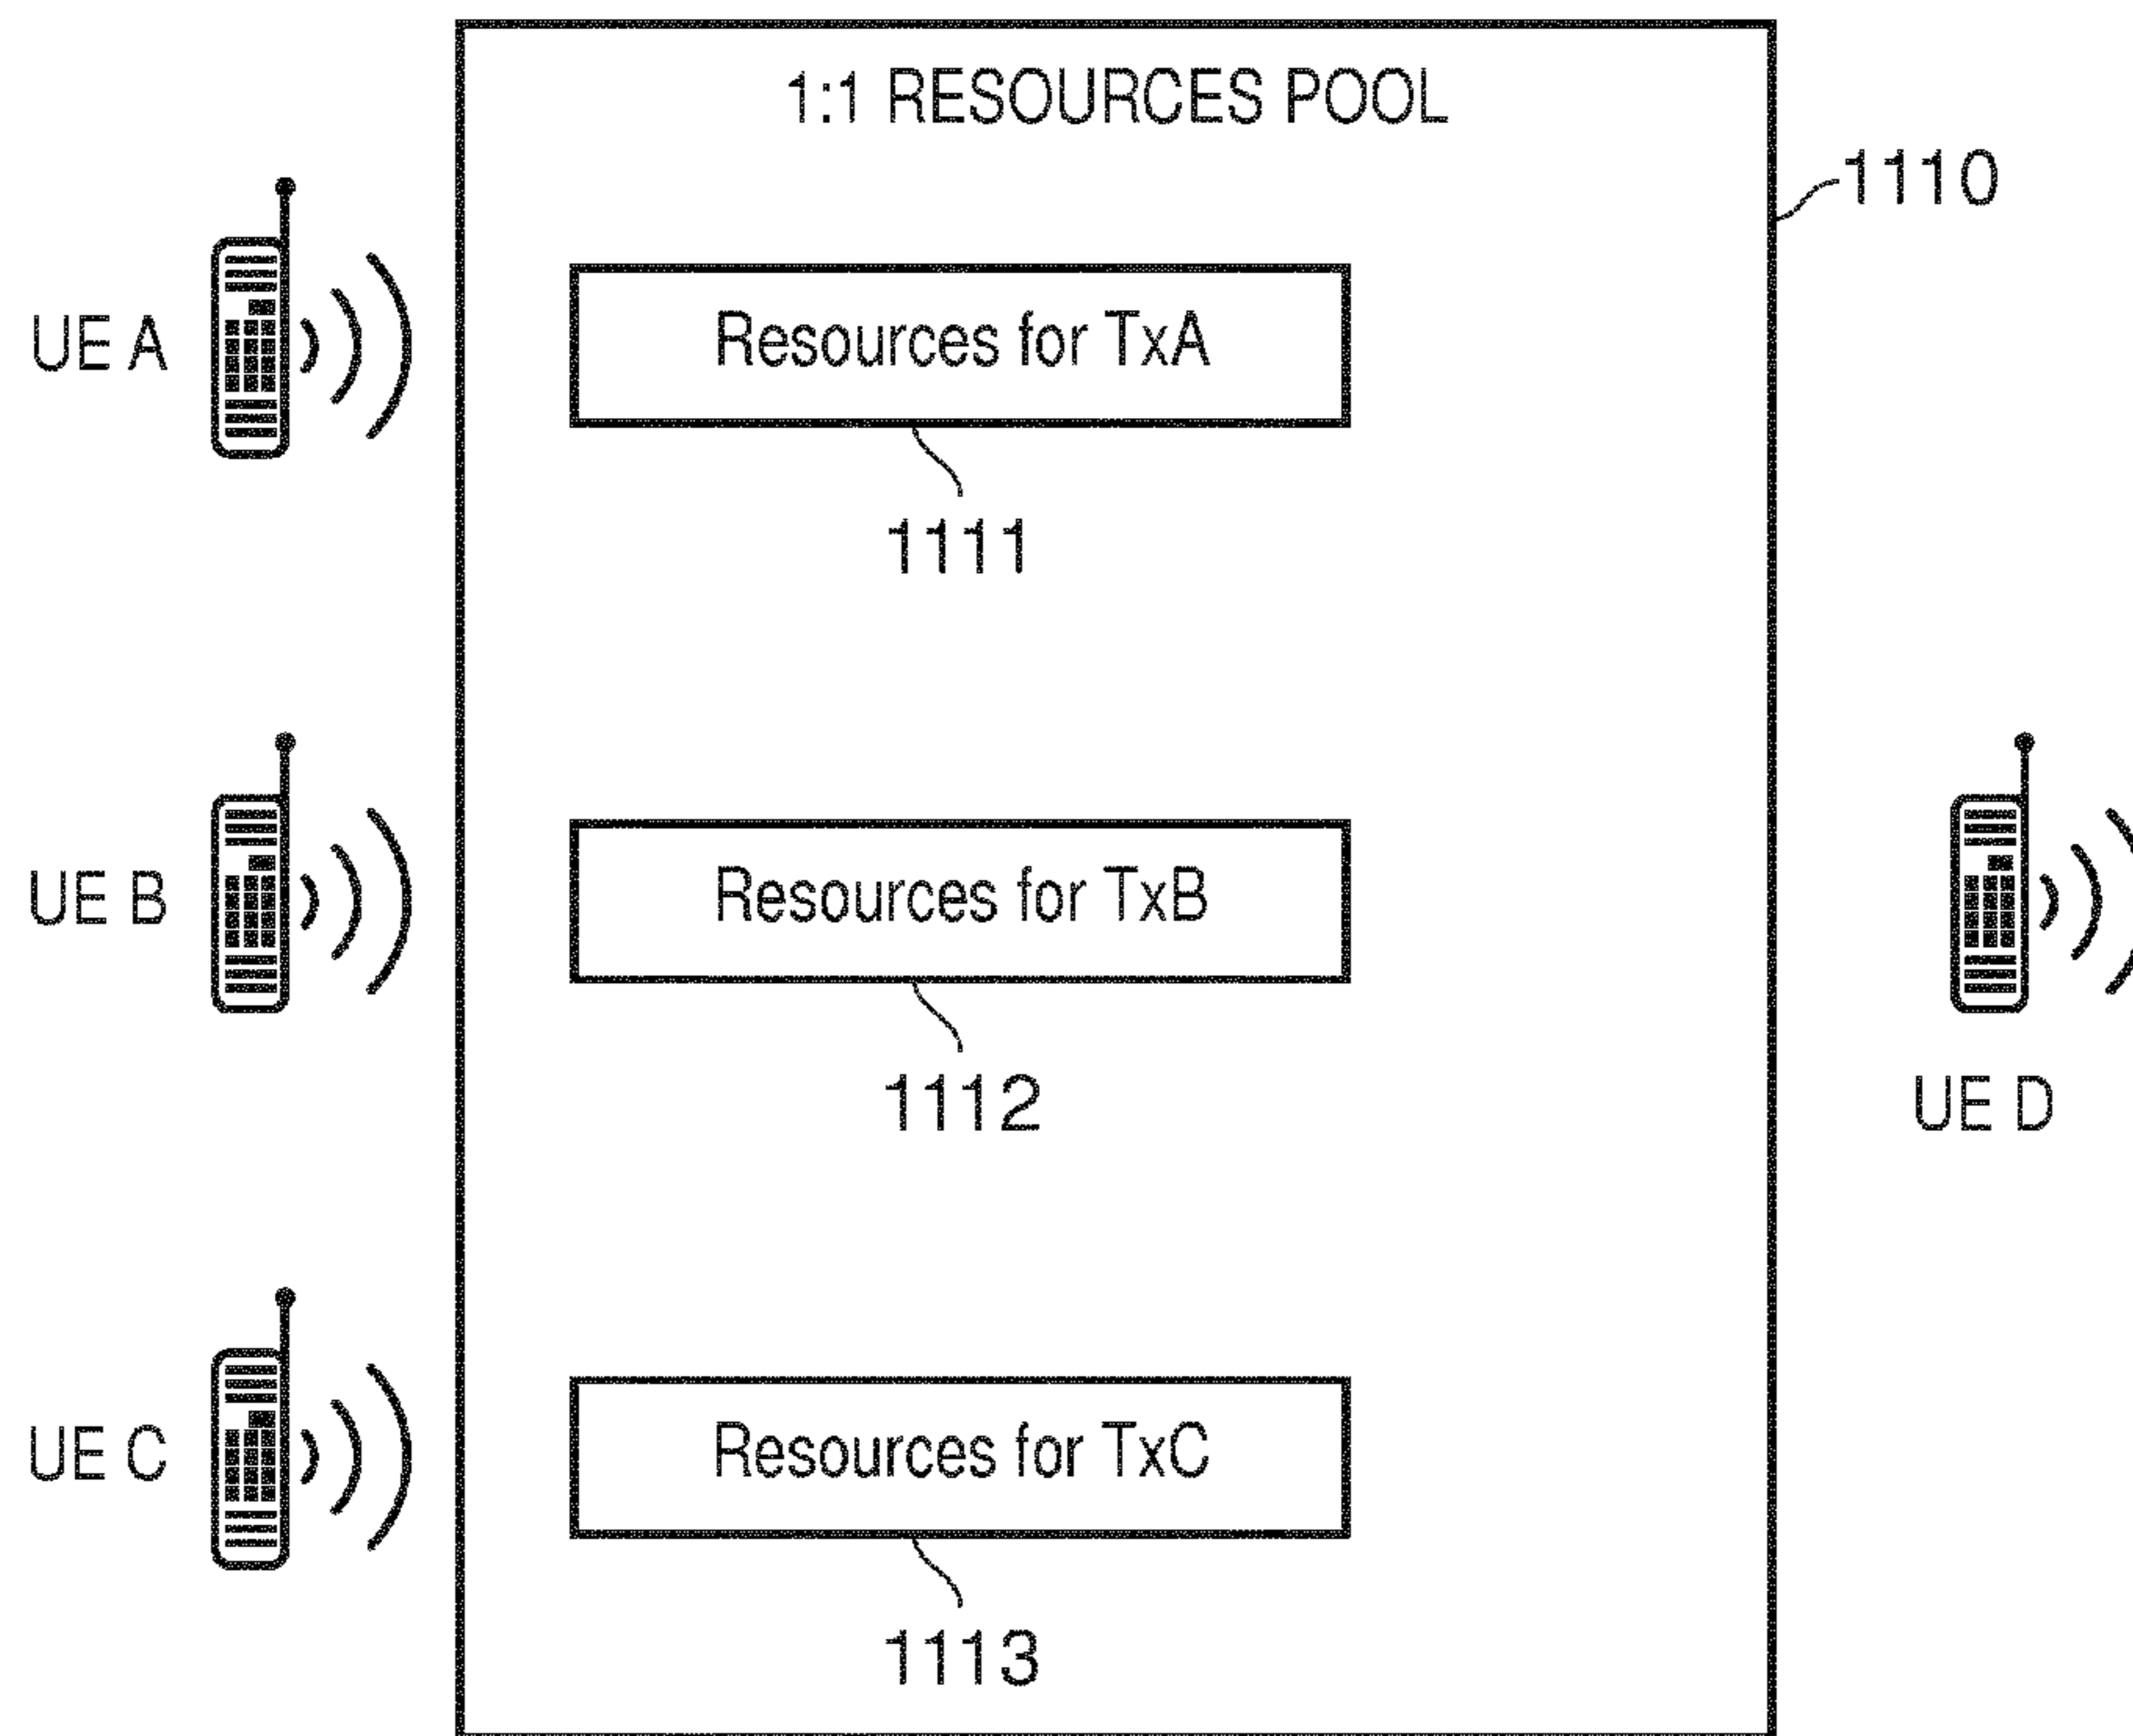 1:1 RESOURCES POOL
1110
UE A
Resources for TxA
1111
UE B
Resources for TxB
1112
UE D
UE C
Resources for TxC
1113